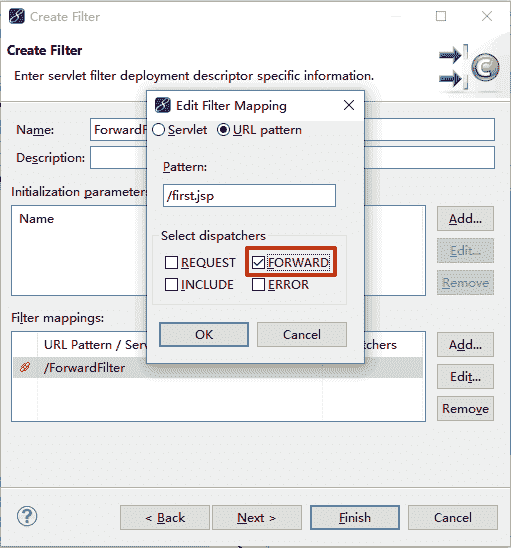 Create Filter
Create Filter
Enter servlet filter deployment descriptor specific information.
Edit Filter Mapping
Servlet URL pattern
Name: ForwardF
Description:
Pattern:
/first.jsp
Initialization parameters
Name
Add...
Select dispatchers
REQUEST FORWARD
Edit...
INCLUDE ERROR
Remove
Filter mappings:
OK Cancel
URL Pattern / Serv
tchers
Add...
/ForwardFilter
Edit...
Remove
? < Back Next > Finish Cancel